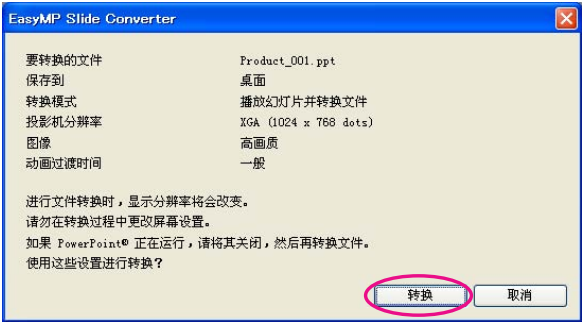 EasyMP Slide Converter
要转换的文件 Product_001.ppt
保存到 桌面
转换模式 播放幻灯片并转换文件
投影机分辨率 XGA (1024 x 768 dots)
图像 高画质
动画过渡时间 一般
进行文件转换时，显示分辨率将会改变。
请勿在转换过程中更改屏幕设置。
如果 PowerPoint® 正在运行，请将其关闭，然后再转换文件。
使用这些设置进行转换？
转换 取消